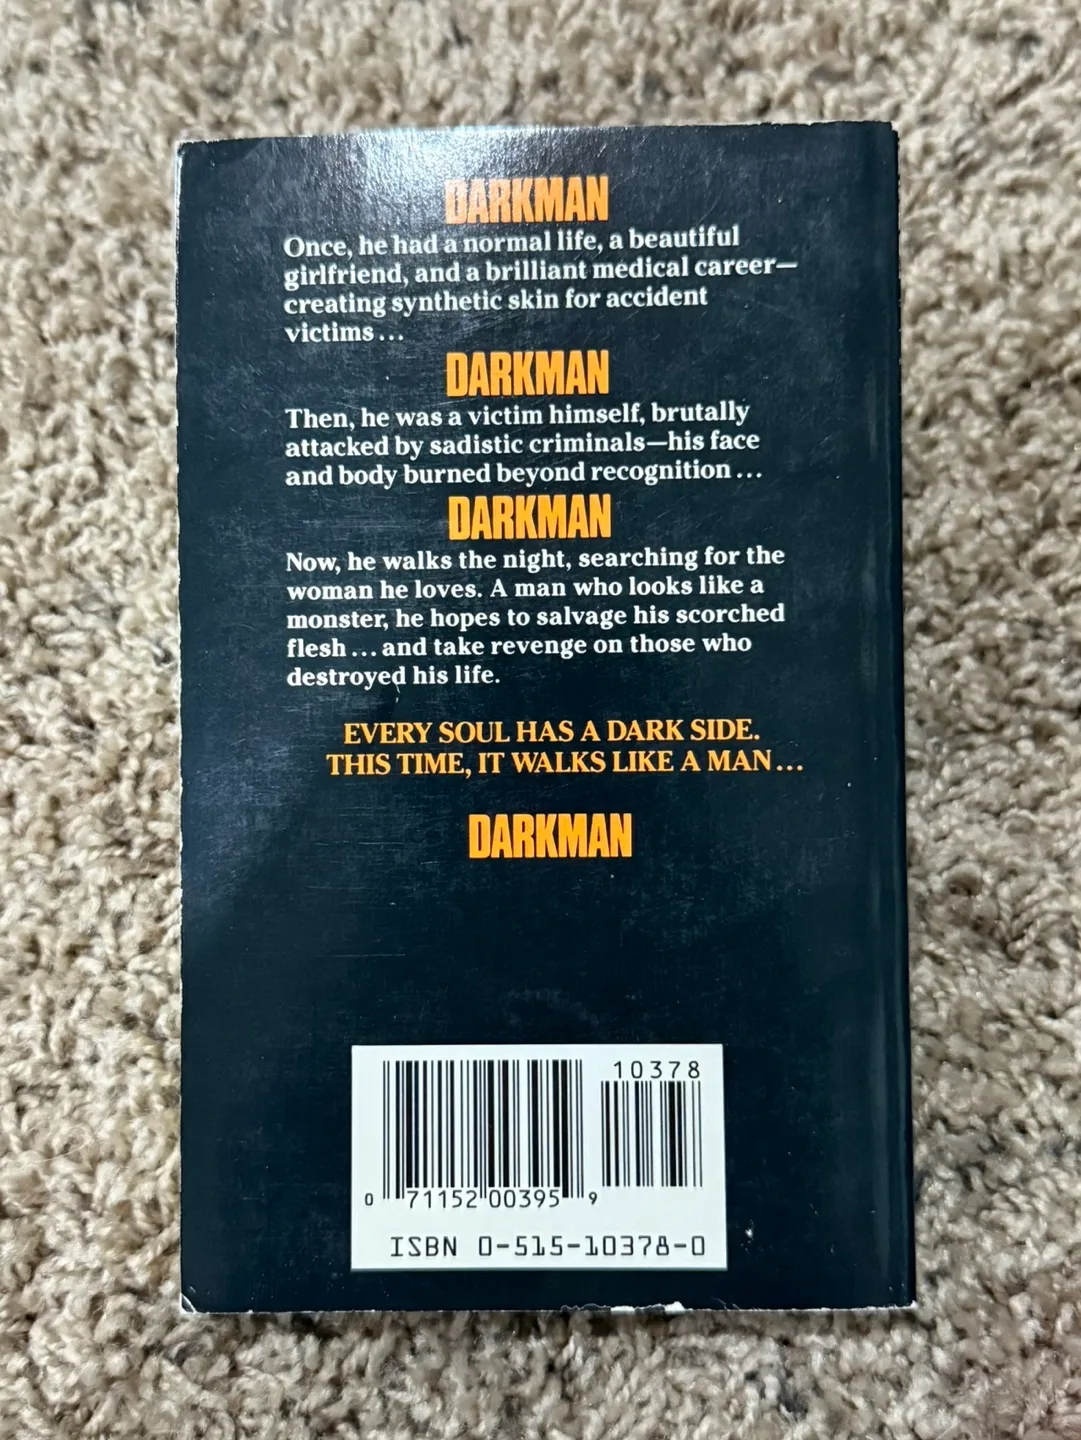 DARKMAN
Once, he had a normal life, a beautiful
girlfriend, and a brilliant medical career—
creating synthetic skin for accident
victims...
DARKMAN
Then, he was a victim himself, brutally
attacked by sadistic criminals—his face
and body burned beyond recognition...
DARKMAN
Now, he walks the night, searching for the
woman he loves. A man who looks like a
monster, he hopes to salvage his scorched
flesh...and take revenge on those who
destroyed his life.
EVERY SOUL HAS A DARK SIDE.
THIS TIME, IT WALKS LIKE A MAN...
DARKMAN
10378
0 71152 00395 9
ISBN 0-515-10378-0